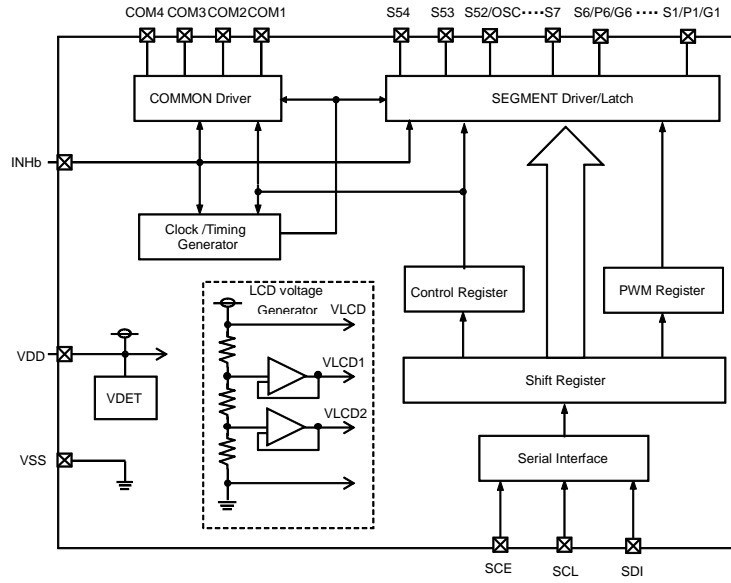 COM4 COM3 COM2 COM1 S54 S53 S52/OSC····S7 S6/P6/G6 ···· S1/P1/G1
COMMON Driver
SEGMENT Driver/Latch
INHb
Clock /Timing
Generator
LCD voltage
Generator
VLCD
Control Register
PWM Register
VDD
VLCD1
VDET
Shift Register
VLCD2
VSS
Serial Interface
SCE SCL SDI